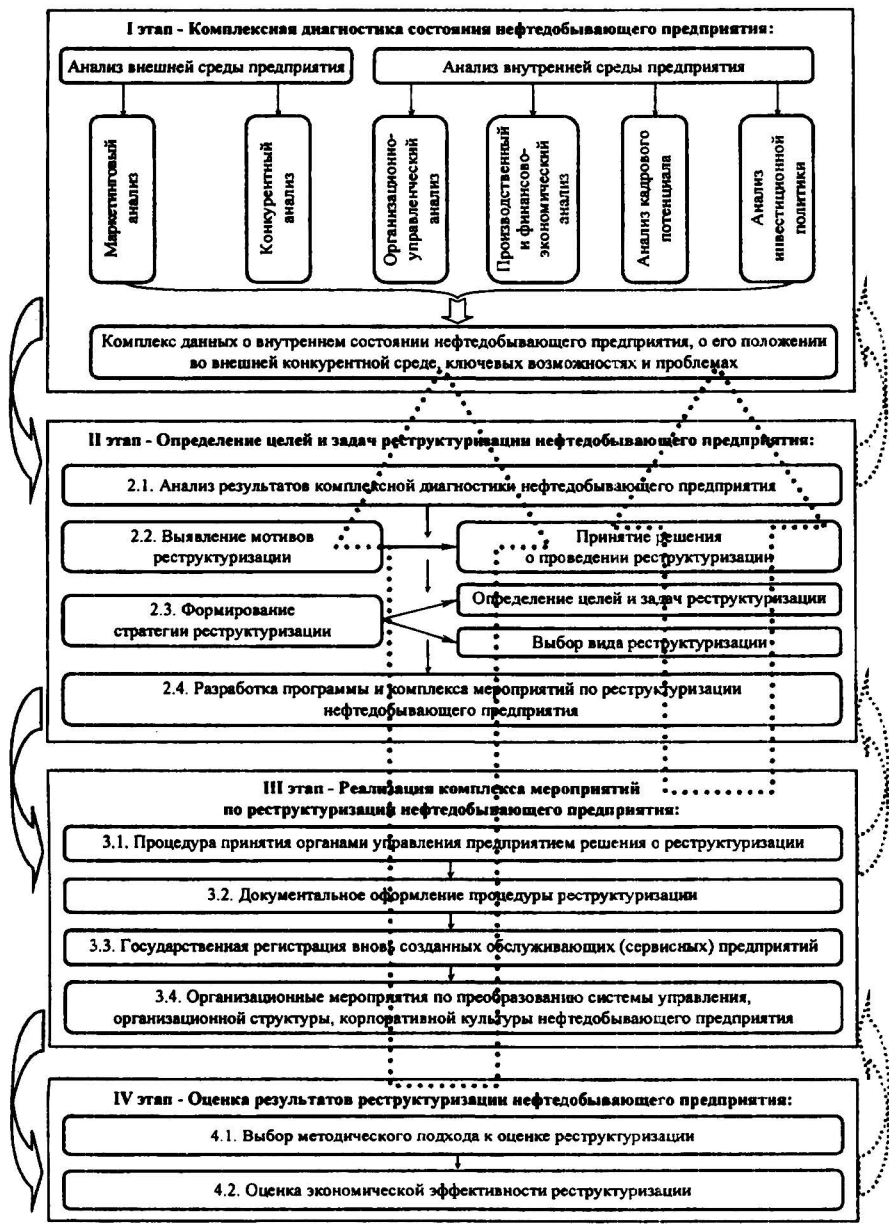 I этап - Комплексная диагностика состояния нефтедобывающего предприятия:
Анализ внешней среды предприятия
Анализ внутренней среды предприятия
Маркетинговый
анализ
Конкурентный
анализ
Организационно-
управленческий
анализ
Производственный
и финансово-
экономический
анализ
Анализ кадрового
потенциала
Анализ
инвестиционной
политики
Комплекс данных о внутреннем состоянии нефтедобывающего предприятия, о его положении
во внешней конкурентной среде, ключевых возможностях и проблемах
II этап - Определение целей и задач реструктуризации нефтедобывающего предприятия:
2.1. Анализ результатов комплексной диагностики нефтедобывающего предприятия
2.2. Выявление мотивов
реструктуризации
Принятие решения
о проведении реструктуризации
2.3. Формирование
стратегии реструктуризации
Определение целей и задач реструктуризации
Выбор вида реструктуризации
2.4. Разработка программы и комплекса мероприятий по реструктуризации
нефтедобывающего предприятия
III этап - Реализация комплекса мероприятий
по реструктуризации нефтедобывающего предприятия:
3.1. Процедура принятия органами управления предприятием решения о реструктуризации
3.2. Документальное оформление процедуры реструктуризации
3.3. Государственная регистрация вновь созданных обслуживающих (сервисных) предприятий
3.4. Организационные мероприятия по преобразованию системы управления,
организационной структуры, корпоративной культуры нефтедобывающего предприятия
IV этап - Оценка результатов реструктуризации нефтедобывающего предприятия:
4.1. Выбор методического подхода к оценке реструктуризации
4.2. Оценка экономической эффективности реструктуризации